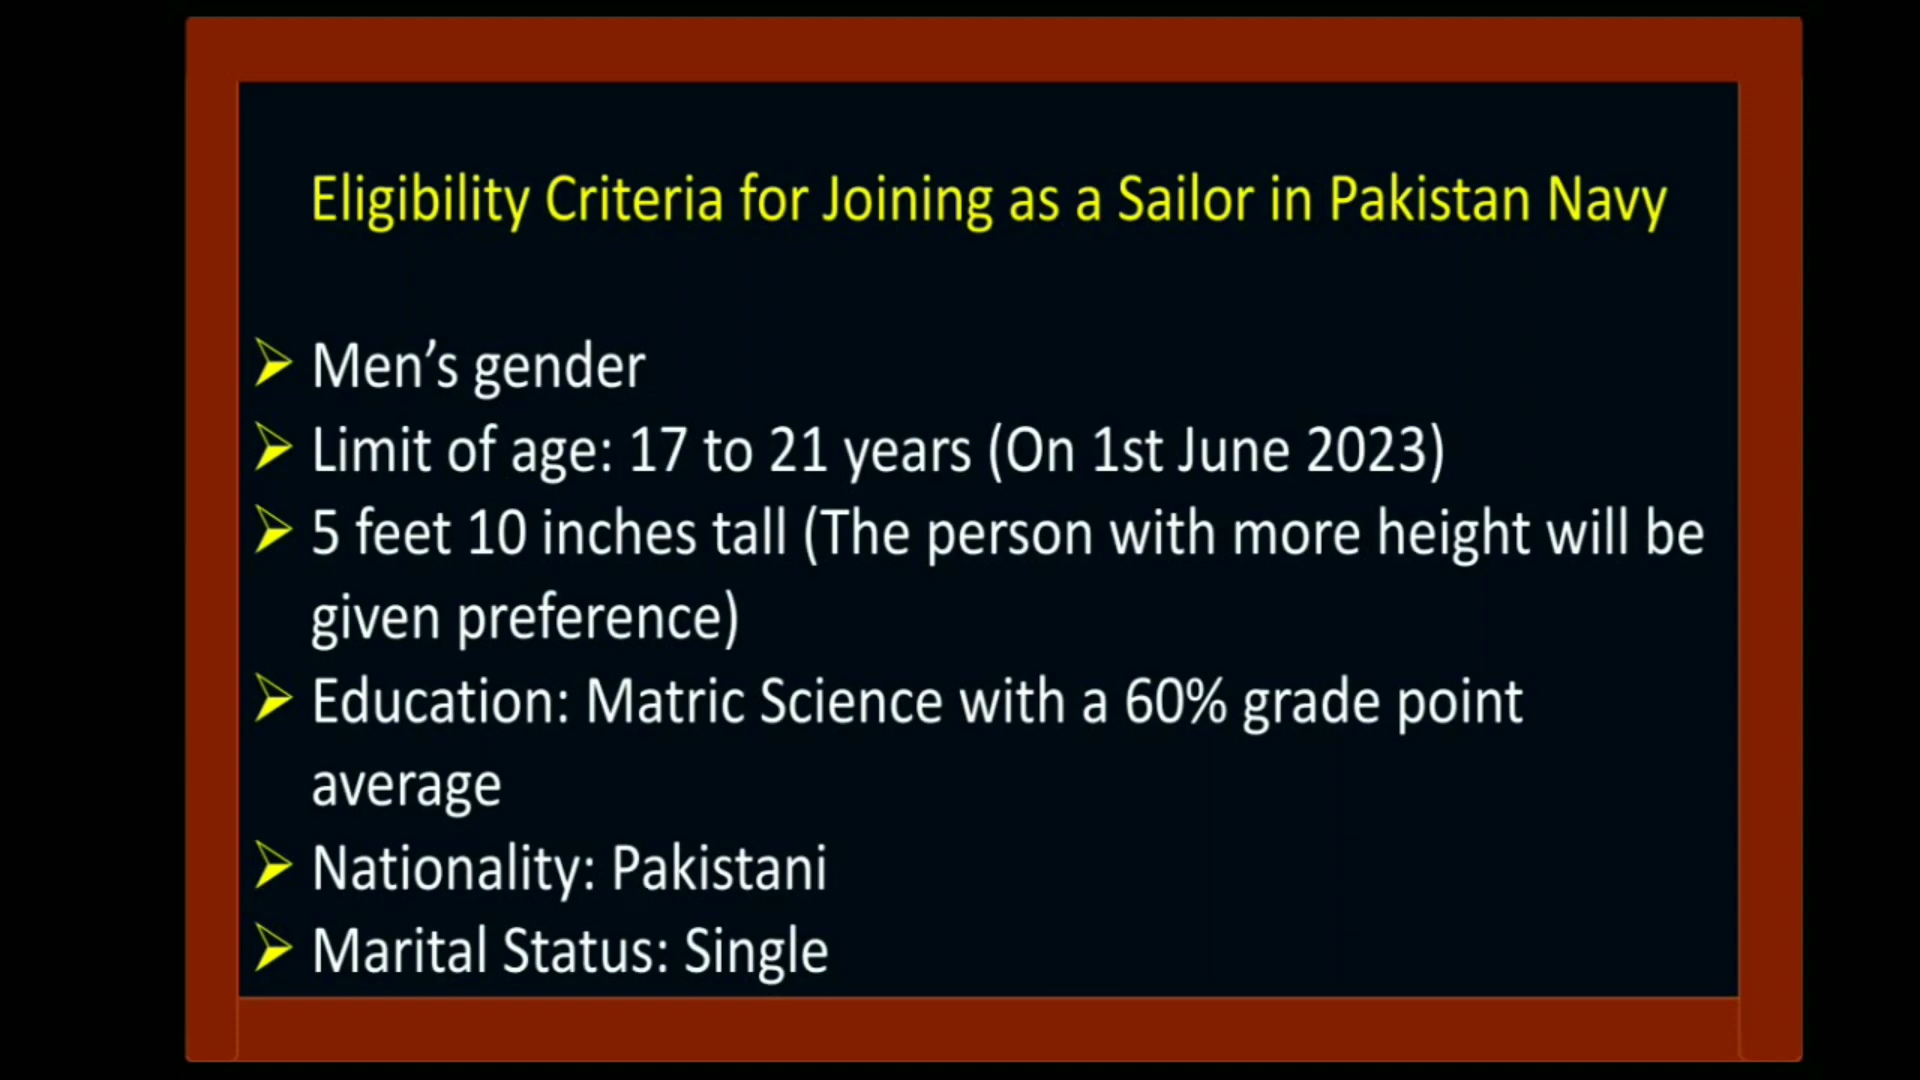 Eligibility Criteria for Joining as a Sailor in Pakistan Navy
Men’s gender
Limit of age: 17 to 21 years (On 1st June 2023)
5 feet 10 inches tall (The person with more height will be
given preference)
Education: Matric Science with a 60% grade point
average
Nationality: Pakistani
Marital Status: Single